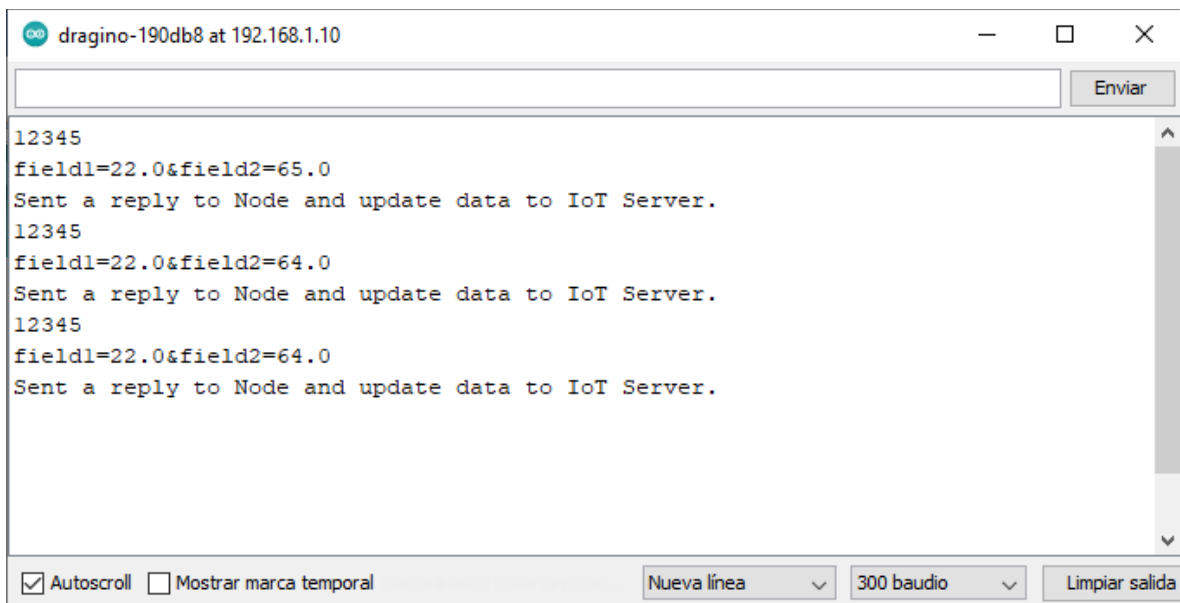 dragino-190db8 at 192.168.1.10
Enviar
12345
field1=22.0&field2=65.0
Sent a reply to Node and update data to IoT Server.
12345
field1=22.0&field2=64.0
Sent a reply to Node and update data to IoT Server.
12345
field1=22.0&field2=64.0
Sent a reply to Node and update data to IoT Server.
Autoscroll Mostrar marca temporal Nueva línea 300 baudio Limpiar salida